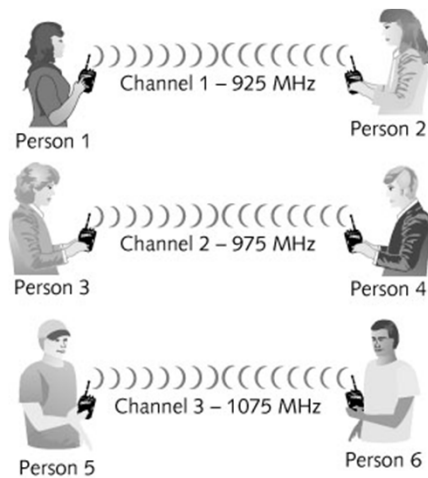 Channel 1 – 925 MHz
Person 1
Person 2
Channel 2 – 975 MHz
Person 3
Person 4
Channel 3 – 1075 MHz
Person 5
Person 6